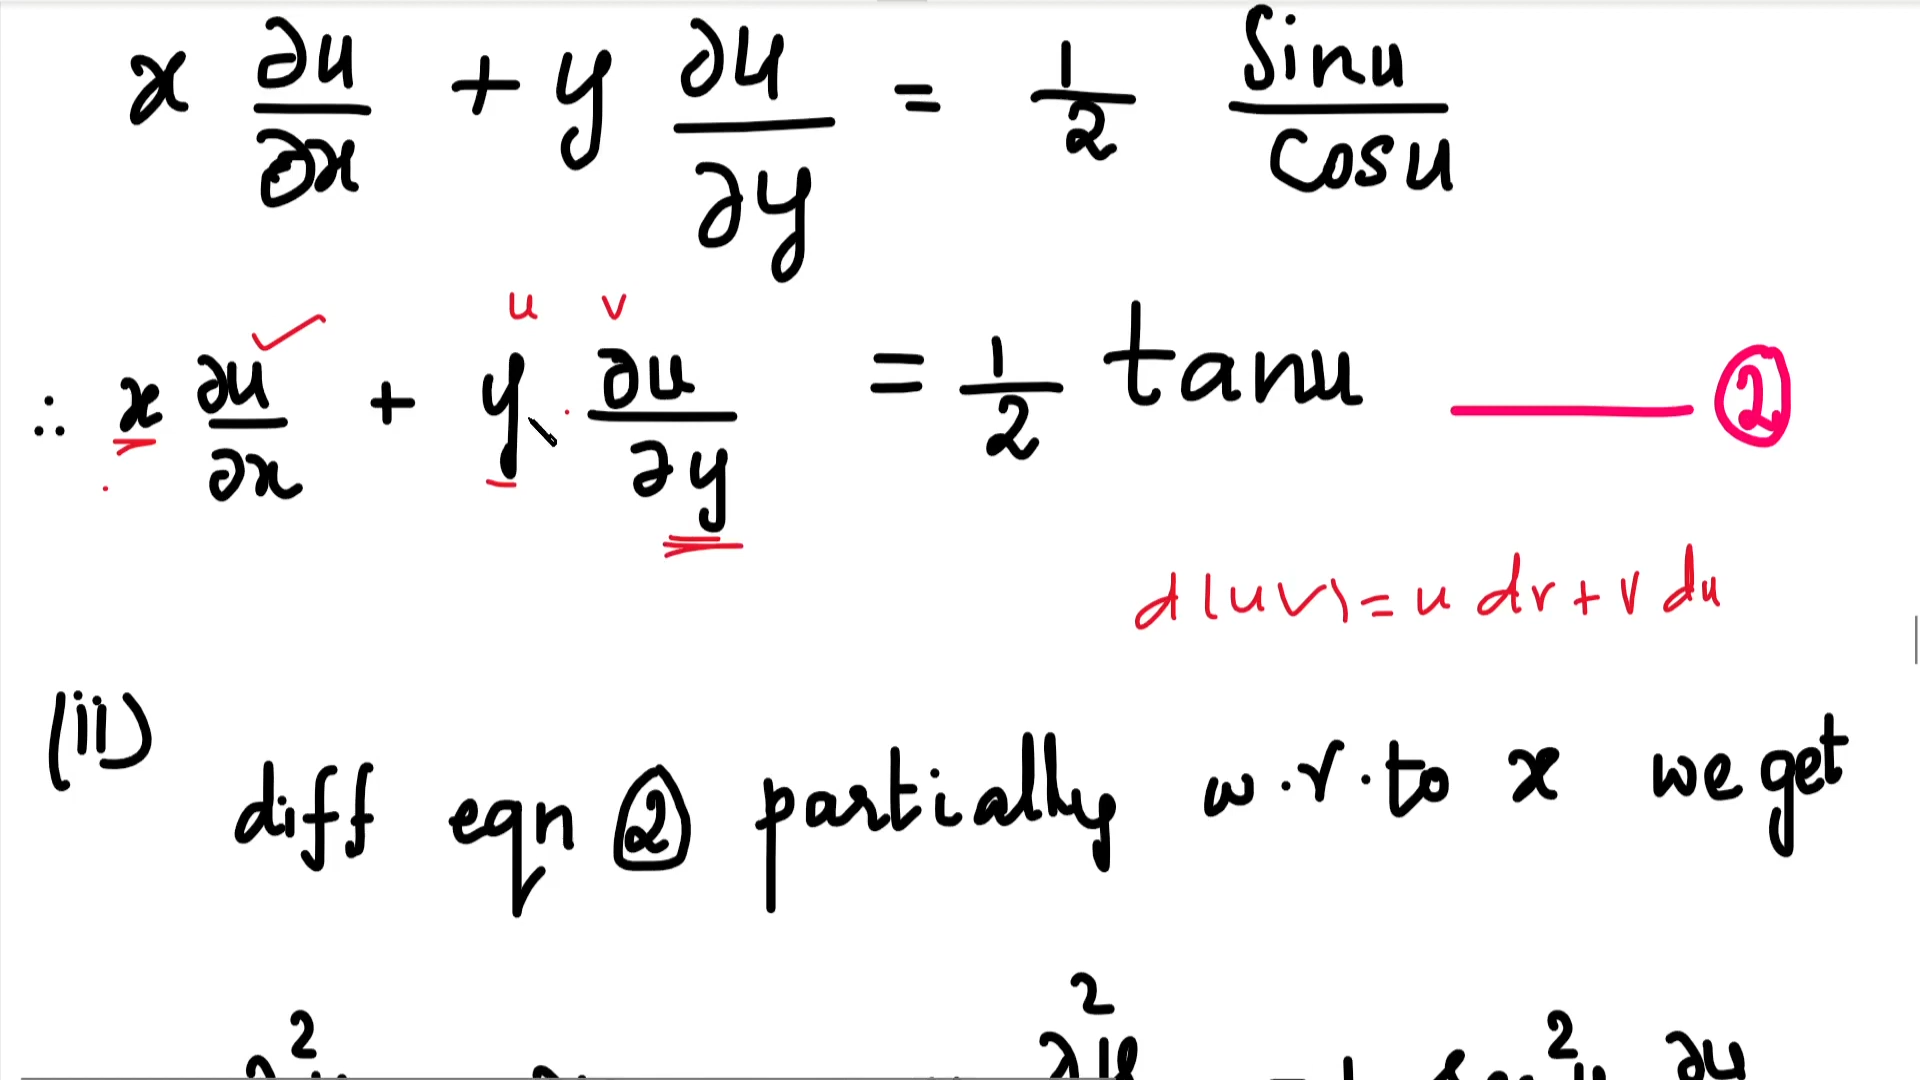 x ∂u/∂x + y ∂u/∂y = 1/2 Sinu/Cosu
u v
∴ x ∂u/∂x + y ∂u/∂y = 1/2 tanu —— ②
d(uv) = u dv + v du
(ii) diff eqn ② partially w.r.to x we get